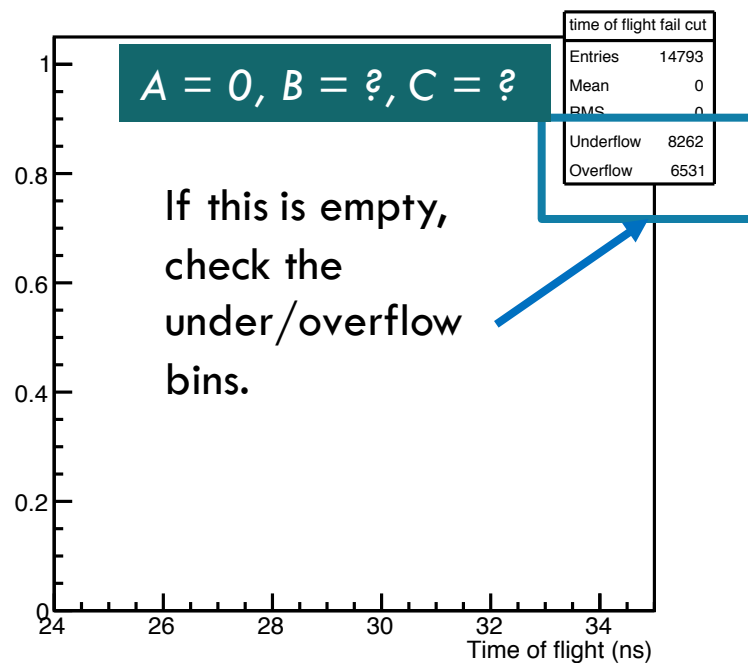 time of flight fail cut
Entries 14793
Mean 0
RMS 0
Underflow 8262
Overflow 6531
A = 0, B = ?, C = ?
If this is empty,
check the
under/overflow
bins.
1
0.8
0.6
0.4
0.2
0
24 26 28 30 32 34
Time of flight (ns)